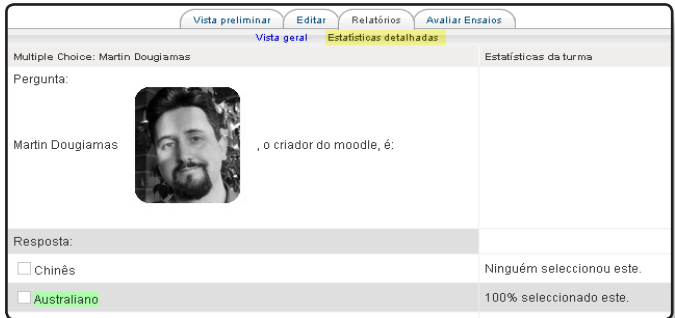 Vista preliminar Editar Relatórios Avaliar Ensaios
Vista geral Estatísticas detalhadas
Multiple Choice: Martin Dougiamas Estatísticas da turma
Pergunta:
Martin Dougiamas , o criador do moodle, é:
Resposta:
Chinês Ninguém seleccionou este.
Australiano 100% seleccionado este.